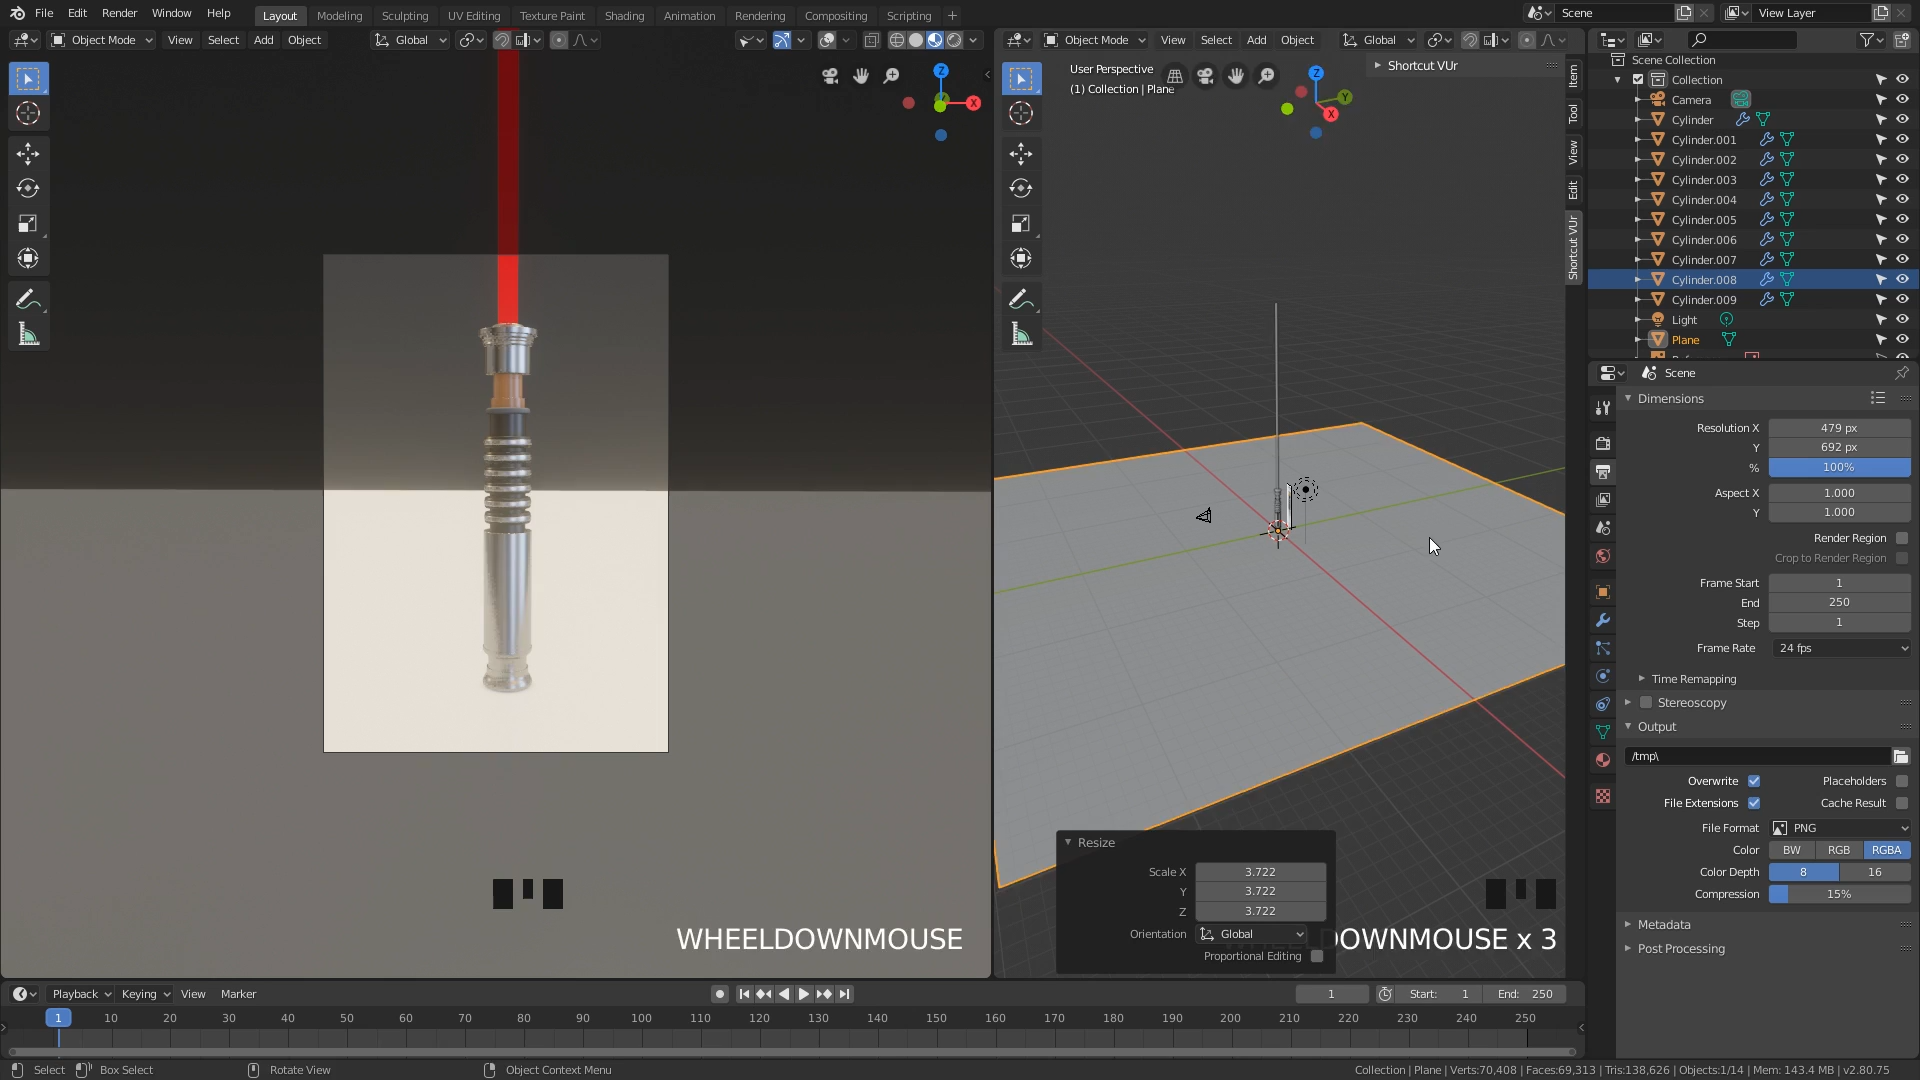 File Edit Render Window Help Layout Modeling Sculpting UV Editing Texture Paint Shading Animation Rendering Compositing Scripting + Scene View Layer
Object Mode View Select Add Object Global
Object Mode View Select Add Object Global
Z
X
User Perspective
(1) Collection | Plane
Z
Y
X
Shortcut VUr
Item
Tool
View
Edit
Shortcut VUr
Scene Collection
Collection
Camera
Cylinder
Cylinder.001
Cylinder.002
Cylinder.003
Cylinder.004
Cylinder.005
Cylinder.006
Cylinder.007
Cylinder.008
Cylinder.009
Light
Plane
Scene
Dimensions
Resolution X 479 px
Y 692 px
% 100%
Aspect X 1.000
Y 1.000
Render Region
Crop to Render Region
Frame Start 1
End 250
Step 1
Frame Rate 24 fps
Time Remapping
Stereoscopy
Output
/tmp\
Overwrite Placeholders
File Extensions Cache Result
File Format PNG
Color BW RGB RGBA
Color Depth 8 16
Compression 15%
Metadata
Post Processing
Resize
Scale X 3.722
Y 3.722
Z 3.722
Orientation Global
Proportional Editing
WHEELDOWNMOUSE
DOWNMOUSE x 3
Playback Keying View Marker 1 Start: 1 End: 250
1 10 20 30 40 50 60 70 80 90 100 110 120 130 140 150 160 170 180 190 200 210 220 230 240 250
Select Box Select Rotate View Object Context Menu Collection | Plane | Verts:70,408 | Faces:69,313 | Tris:138,626 | Objects:1/14 | Mem: 143.4 MB | v2.80.75